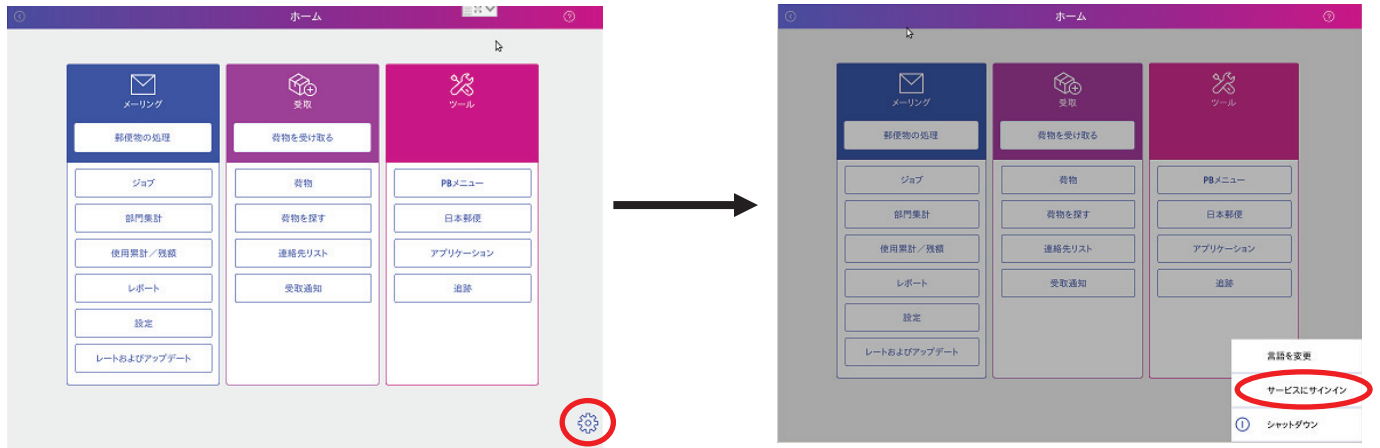 ホーム
メーリング
郵便物の処理
ジョブ
部門集計
使用累計／残額
レポート
設定
レートおよびアップデート
受取
荷物を受け取る
荷物
荷物を探す
連絡先リスト
受取通知
ツール
PBメニュー
日本郵便
アプリケーション
追跡
ホーム
メーリング
郵便物の処理
ジョブ
部門集計
使用累計／残額
レポート
設定
レートおよびアップデート
受取
荷物を受け取る
荷物
荷物を探す
連絡先リスト
受取通知
ツール
PBメニュー
日本郵便
アプリケーション
追跡
言語を変更
サービスにサインイン
シャットダウン